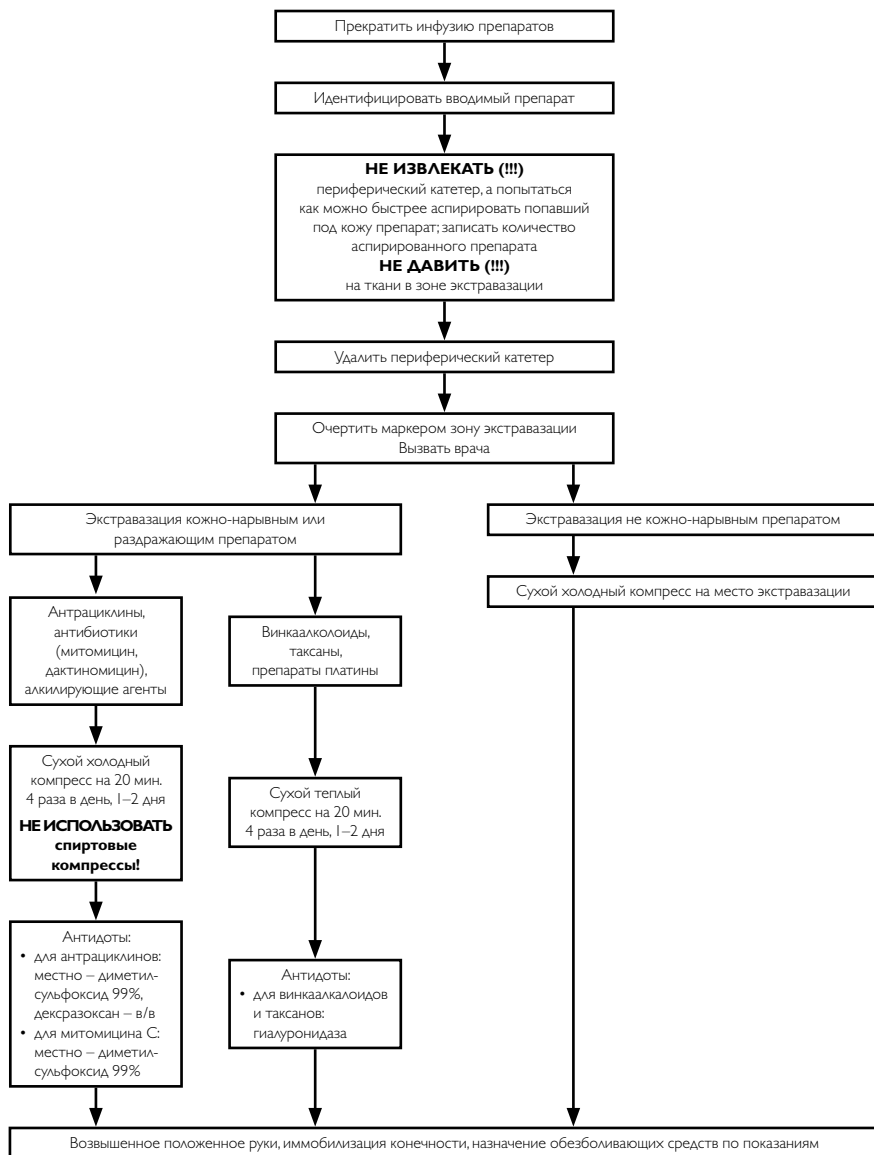 Прекратить инфузию препаратов
Идентифицировать вводимый препарат
НЕ ИЗВЛЕКАТЬ (!!!)
периферический катетер, а попытаться
как можно быстрее аспирировать попавший
под кожу препарат; записать количество
аспирированного препарата
НЕ ДАВИТЬ (!!!)
на ткани в зоне экстравазации
Удалить периферический катетер
Очертить маркером зону экстравазации
Вызвать врача
Экстравазация кожно-нарывным или
раздражающим препаратом
Экстравазация не кожно-нарывным препаратом
Сухой холодный компресс на место экстравазации
Антрациклины,
антибиотики
(митомицин,
дактиномицин),
алкилирующие агенты
Винкаалколоиды,
таксаны,
препараты платины
Сухой холодный
компресс на 20 мин.
4 раза в день, 1–2 дня
НЕ ИСПОЛЬЗОВАТЬ
спиртовые
компрессы!
Сухой теплый
компресс на 20 мин.
4 раза в день, 1–2 дня
Антидоты:
• для антрациклинов:
местно – диметил-
сульфоксид 99%,
дексразоксан – в/в
• для митомицина С:
местно – диметил-
сульфоксид 99%
Антидоты:
• для винкаалкалоидов
и таксанов:
гиалуронидаза
Возвышенное положенное руки, иммобилизация конечности, назначение обезболивающих средств по показаниям